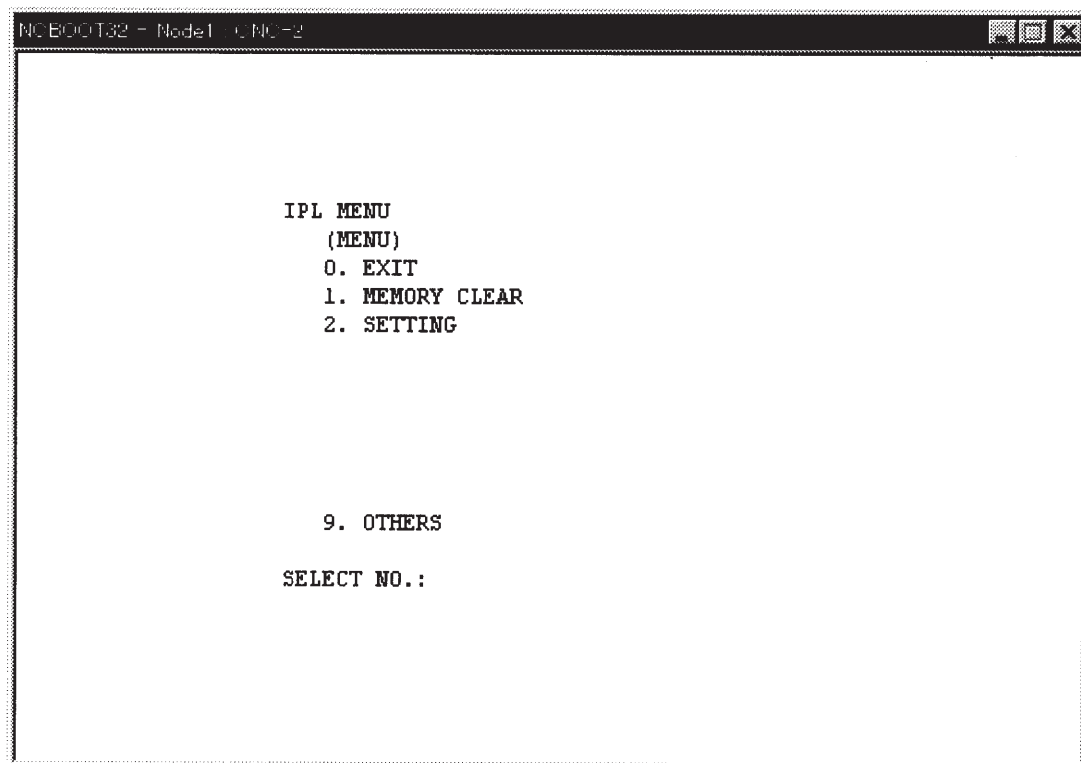 NCBOOT32 - Node1 : CNC-2
IPL MENU
(MENU)
0. EXIT
1. MEMORY CLEAR
2. SETTING
9. OTHERS
SELECT NO.: